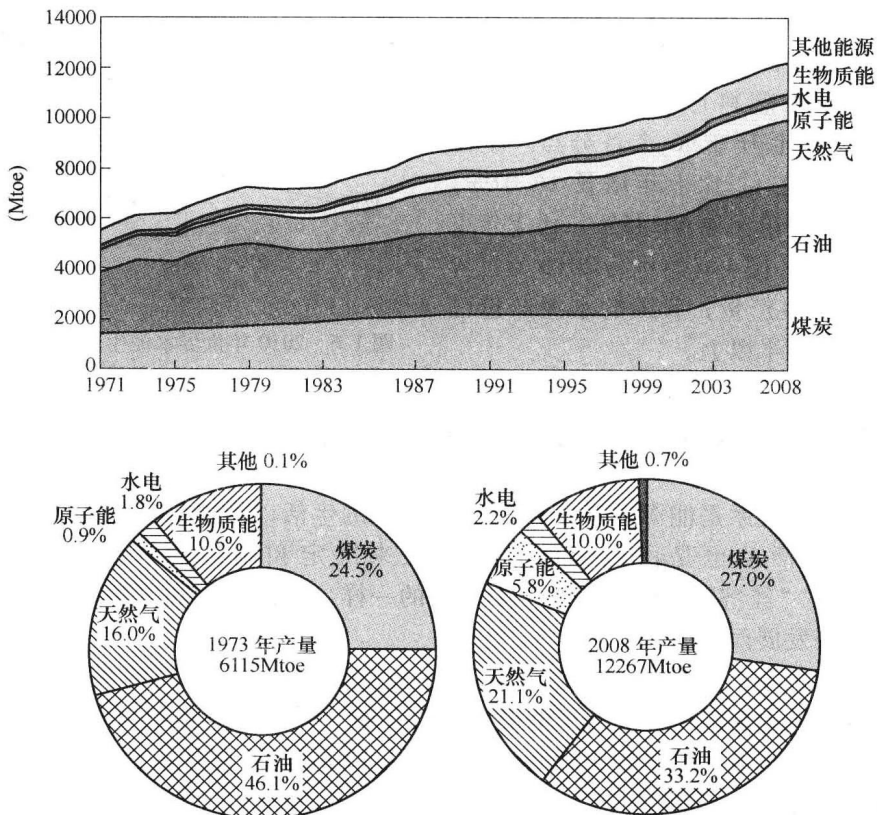 14000
12000
10000
8000
6000
4000
2000
0
(Mtoe)
其他能源
生物质能
水电
原子能
天然气
石油
煤炭
1971 1975 1979 1983 1987 1991 1995 1999 2003 2008
其他 0.1%
水电
1.8%
原子能
0.9%
生物质能
10.6%
煤炭
24.5%
天然气
16.0%
1973 年产量
6115Mtoe
石油
46.1%
其他 0.7%
水电
2.2%
生物质能
10.0%
原子能
5.8%
煤炭
27.0%
天然气
21.1%
2008 年产量
12267Mtoe
石油
33.2%